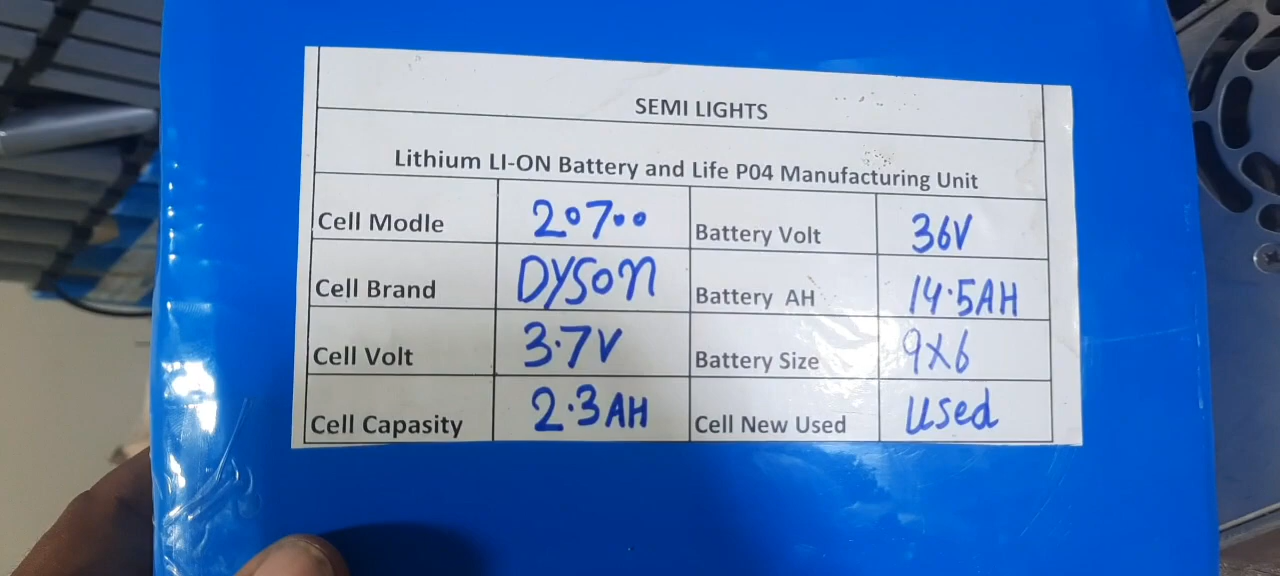 SEMI LIGHTS
Lithium LI-ON Battery and Life P04 Manufacturing Unit
Cell Modle 20700 Battery Volt 36V
Cell Brand DYSON Battery AH 14.5AH
Cell Volt 3.7V Battery Size 9X6
Cell Capasity 2.3AH Cell New Used Used